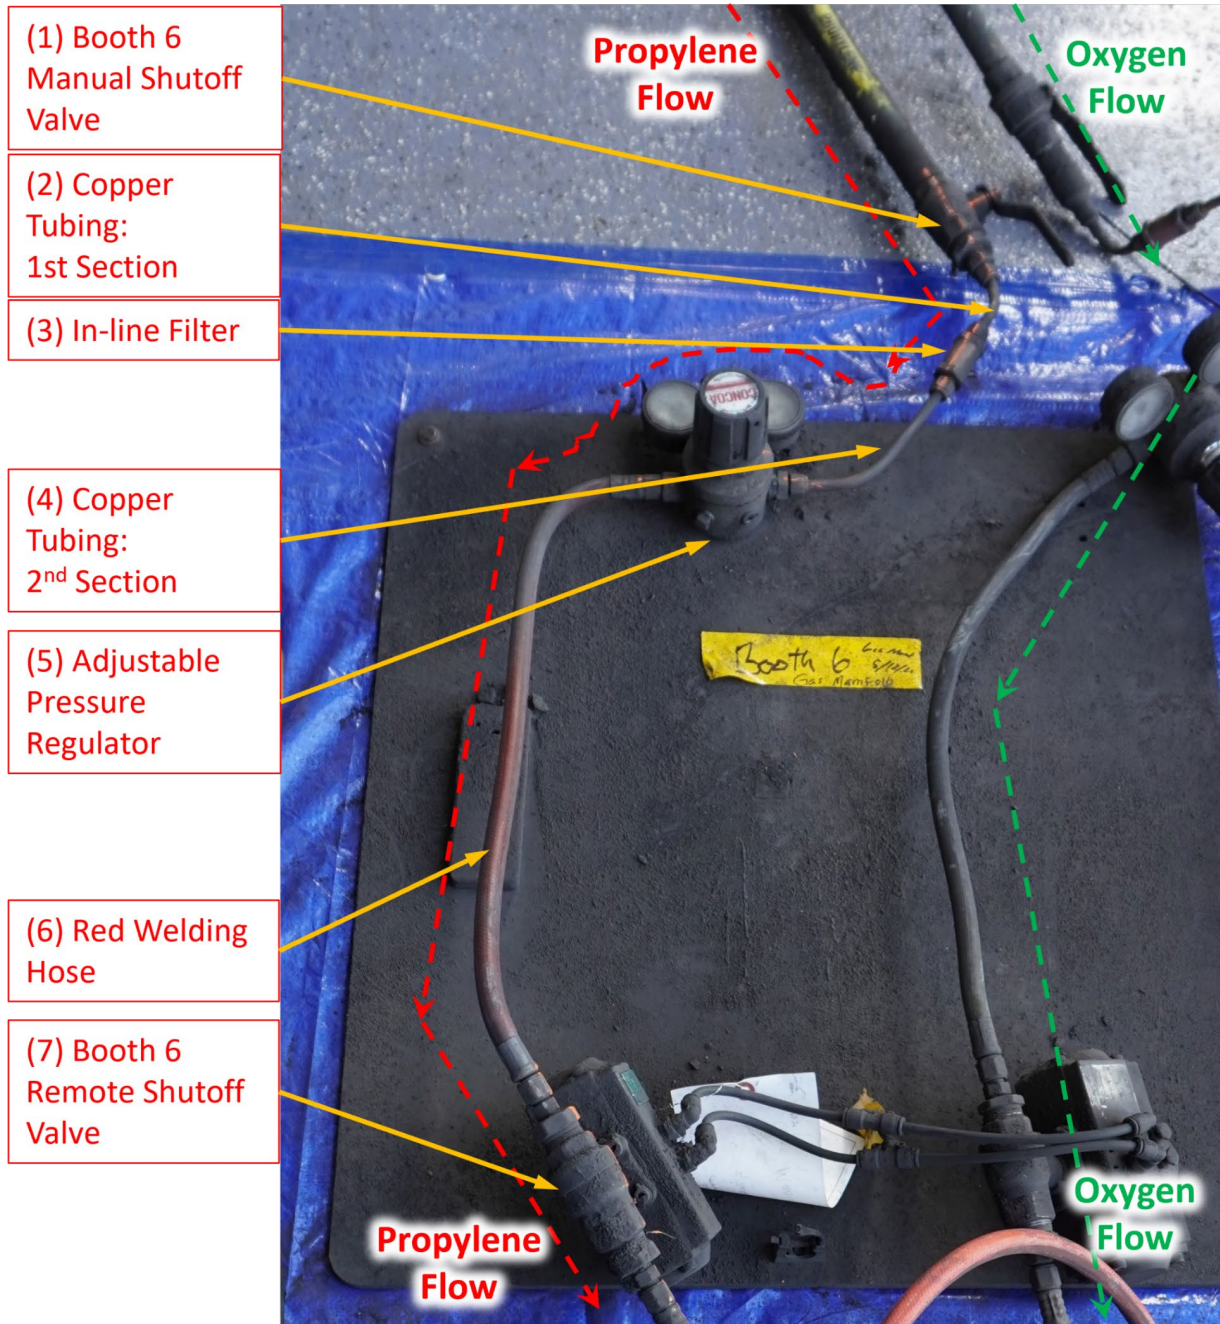 (1) Booth 6
Manual Shutoff
Valve
(2) Copper
Tubing:
1st Section
(3) In-line Filter
(4) Copper
Tubing:
2nd Section
(5) Adjustable
Pressure
Regulator
(6) Red Welding
Hose
(7) Booth 6
Remote Shutoff
Valve
Propylene
Flow
Oxygen
Flow
CONCOA
Booth 6
Gas Manifold
Propylene
Flow
Oxygen
Flow